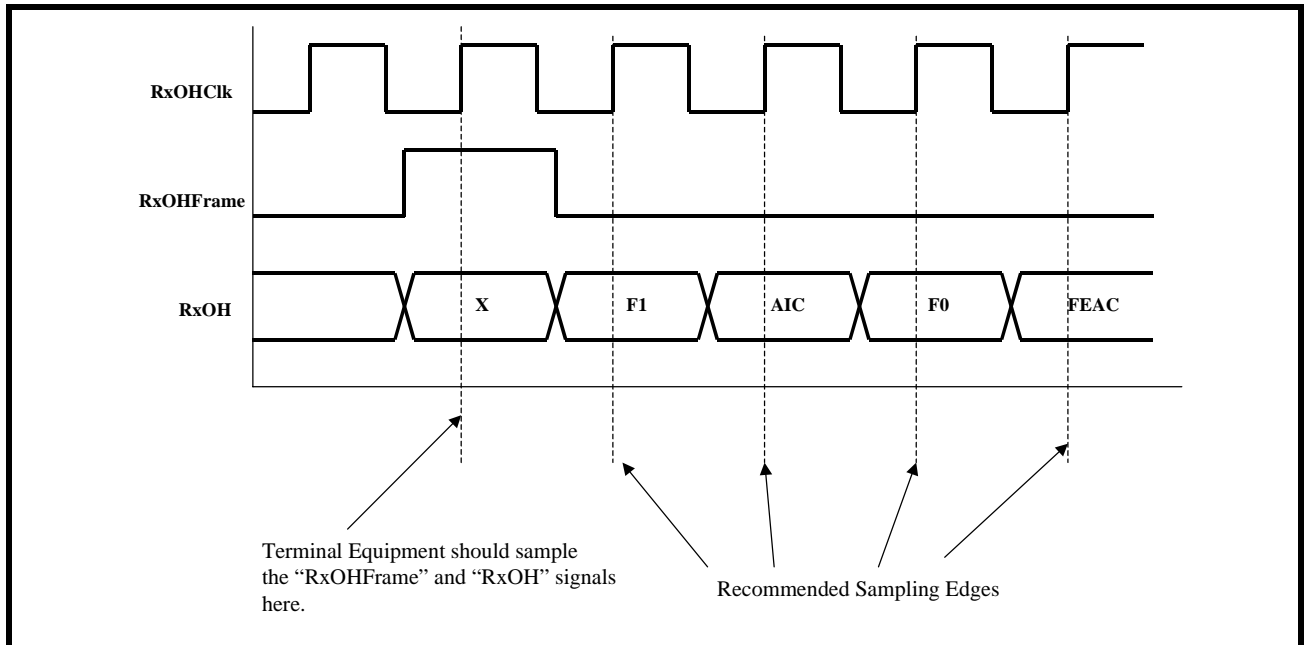 RxOHClk
RxOHFrame
RxOH
X
F1
AIC
F0
FEAC
Terminal Equipment should sample
the “RxOHFrame” and “RxOH” signals
here.
Recommended Sampling Edges